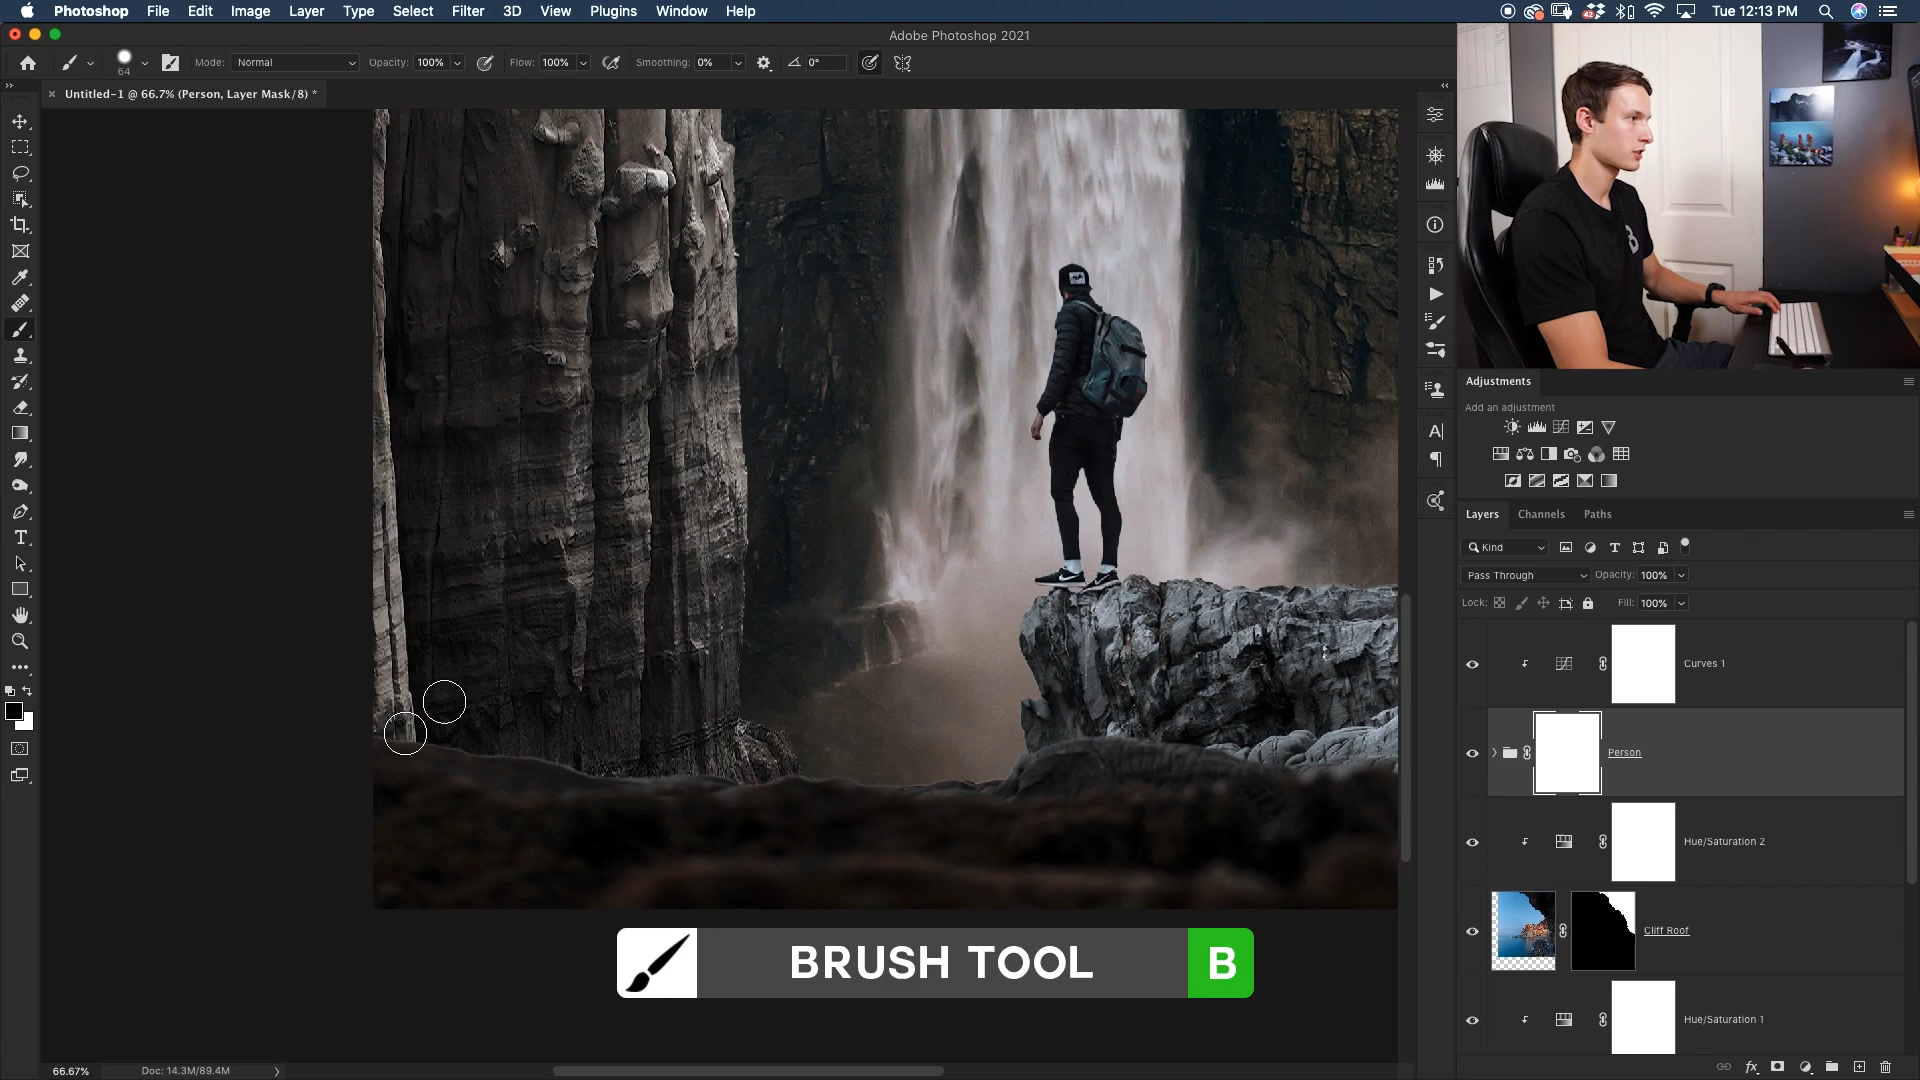 Photoshop File Edit Image Layer Type Select Filter 3D View Plugins Window Help 42 Tue 12:13 PM
Adobe Photoshop 2021
64 Mode: Normal Opacity: 100% Flow: 100% Smoothing: 0% 0°
Untitled-1 @ 66.7% (Person, Layer Mask/8) *
Adjustments
Add an adjustment
Layers Channels Paths
Kind
Pass Through Opacity: 100%
Lock: Fill: 100%
Curves 1
Person
Hue/Saturation 2
Cliff Roof
Hue/Saturation 1
BRUSH TOOL B
66.67% Doc: 14.3M/89.4M